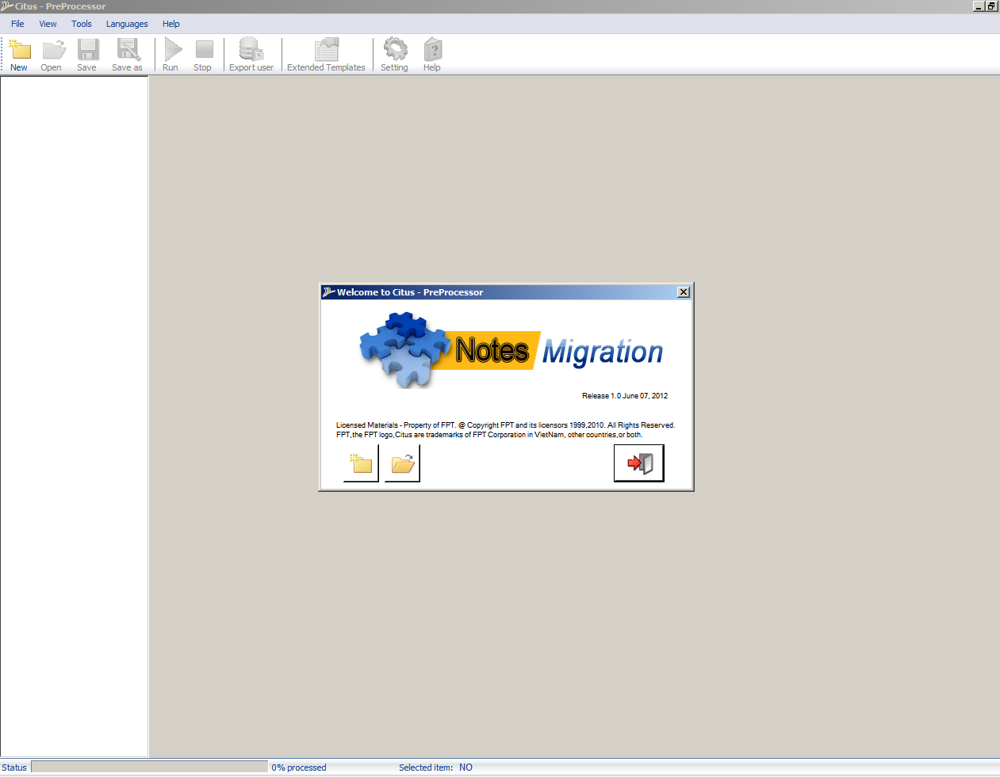 Citus - PreProcessor
File View Tools Languages Help
New Open Save Save as Run Stop Export user Extended Templates Setting Help
Welcome to Citus - PreProcessor
Notes Migration
Release 1.0 June 07, 2012
Licensed Materials - Property of FPT. @ Copyright FPT and its licensors 1999,2010. All Rights Reserved.
FPT,the FPT logo,Citus are trademarks of FPT Corporation in VietNam, other countries,or both.
Status 0% processed Selected item: NO